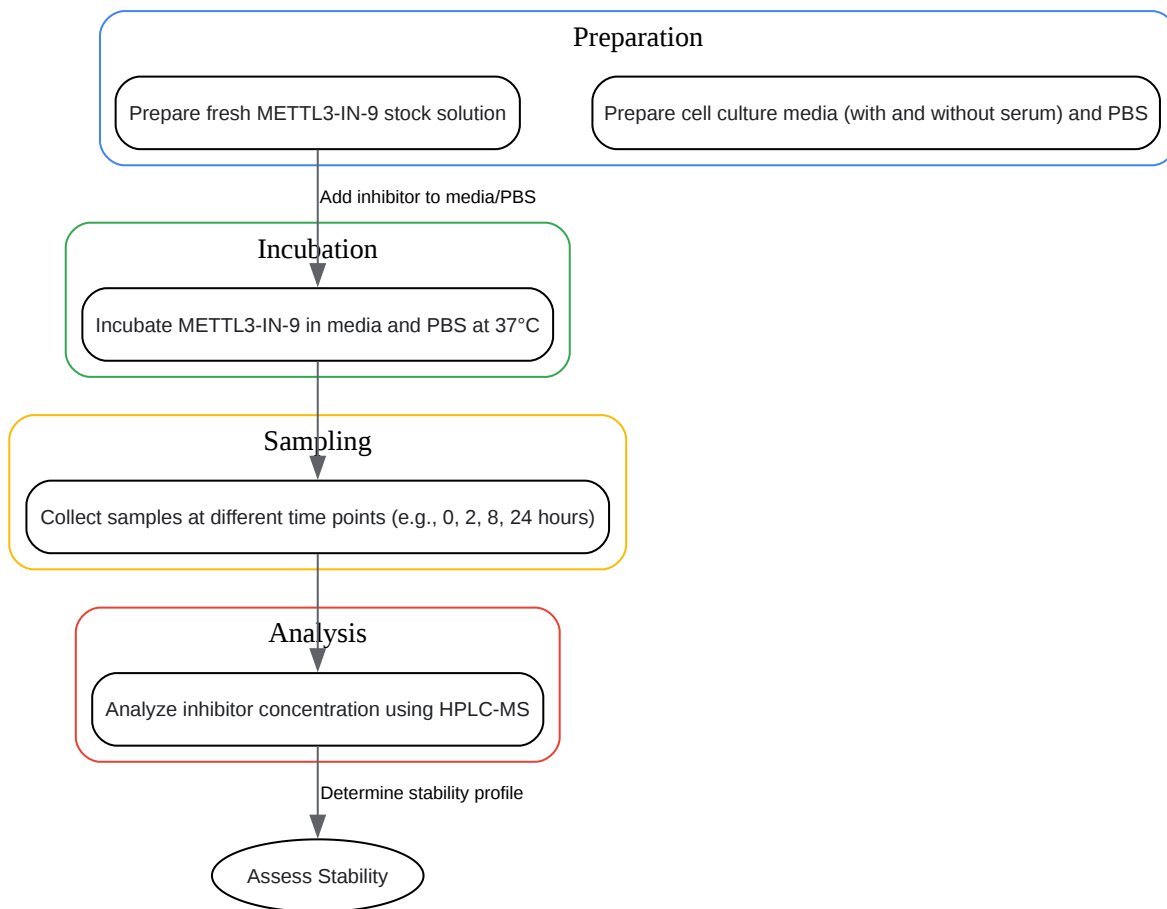 Preparation
Prepare fresh METTL3-IN-9 stock solution
Prepare cell culture media (with and without serum) and PBS
Add inhibitor to media/PBS
Incubation
Incubate METTL3-IN-9 in media and PBS at 37°C
Sampling
Collect samples at different time points (e.g., 0, 2, 8, 24 hours)
Analysis
Analyze inhibitor concentration using HPLC-MS
Determine stability profile
Assess Stability